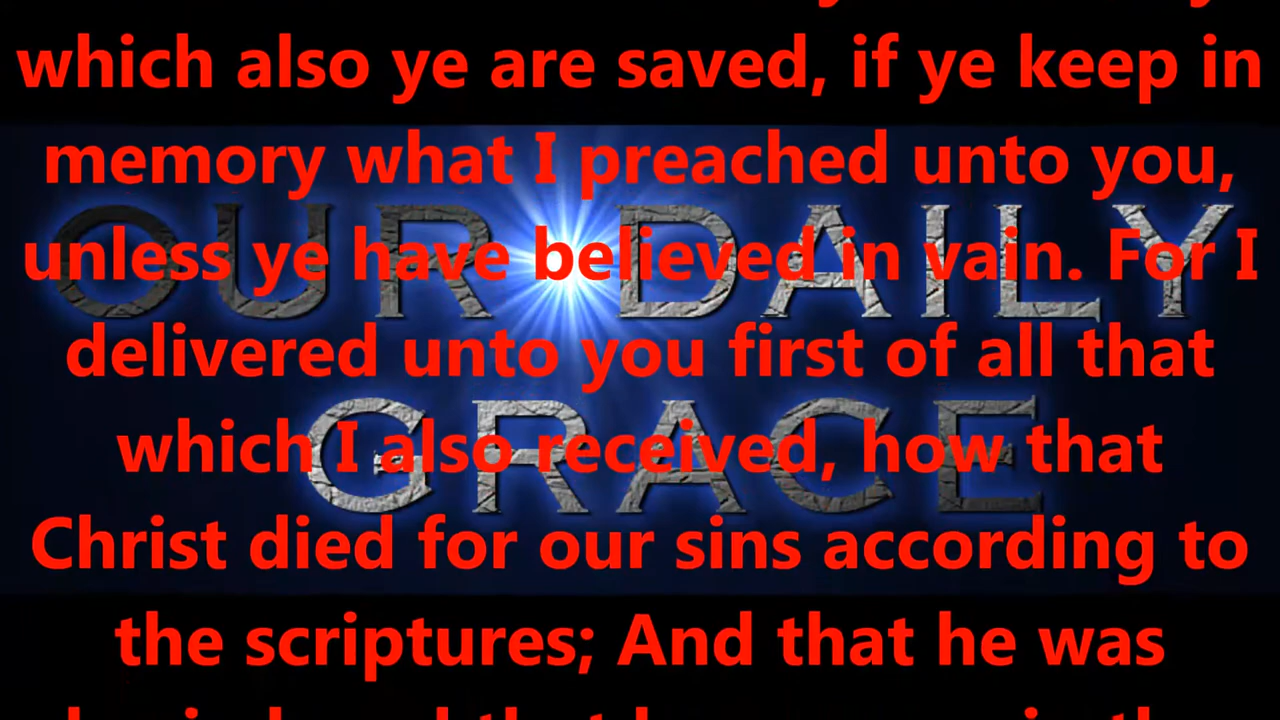 which also ye are saved, if ye keep in
memory what I preached unto you,
OUR DAILY
unless ye have believed in vain. For I
delivered unto you first of all that
GRACE
which I also received, how that
Christ died for our sins according to
the scriptures; And that he was